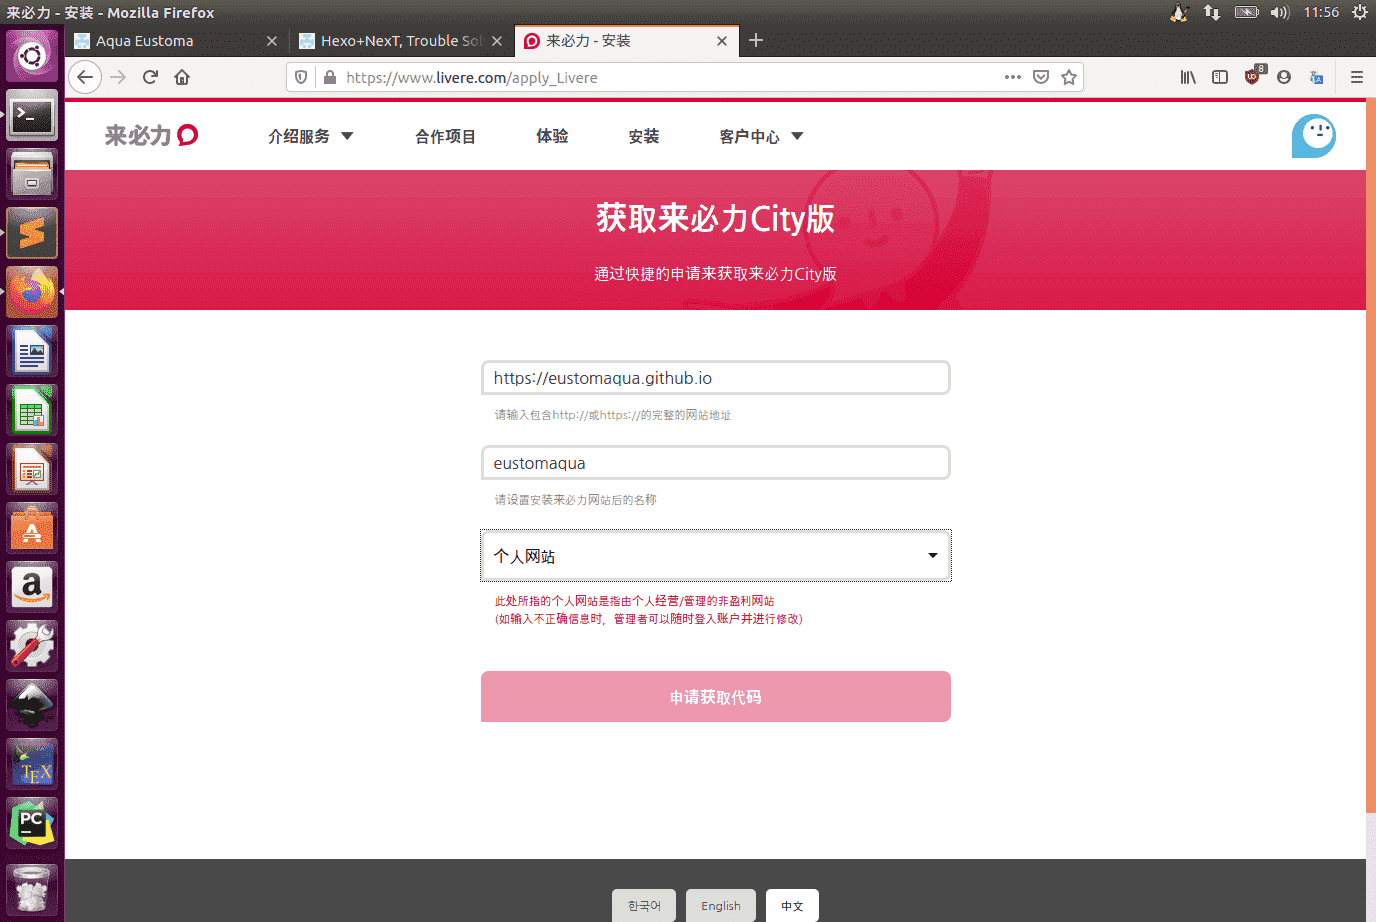 来必力 - 安装 - Mozilla Firefox
11:56
Aqua Eustoma
Hexo+NexT, Trouble Sol
来必力 - 安装
https://www.livere.com/apply_Livere
8
来必力
介绍服务
合作项目
体验
安装
客户中心
获取来必力City版
通过快捷的申请来获取来必力City版
https://eustomaqua.github.io
请输入包含http://或https://的完整的网站地址
eustomaqua
请设置安装来必力网站后的名称
个人网站
此处所指的个人网站是指由个人经营/管理的非盈利网站
(如输入不正确信息时，管理者可以随时登入账户并进行修改)
申请获取代码
한국어
English
中文